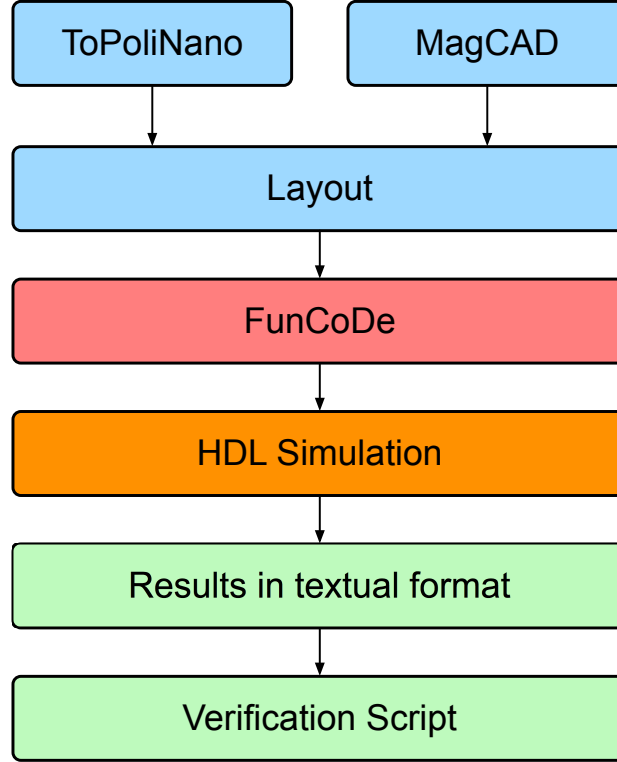 ToPoliNano
MagCAD
Layout
FunCoDe
HDL Simulation
Results in textual format
Verification Script